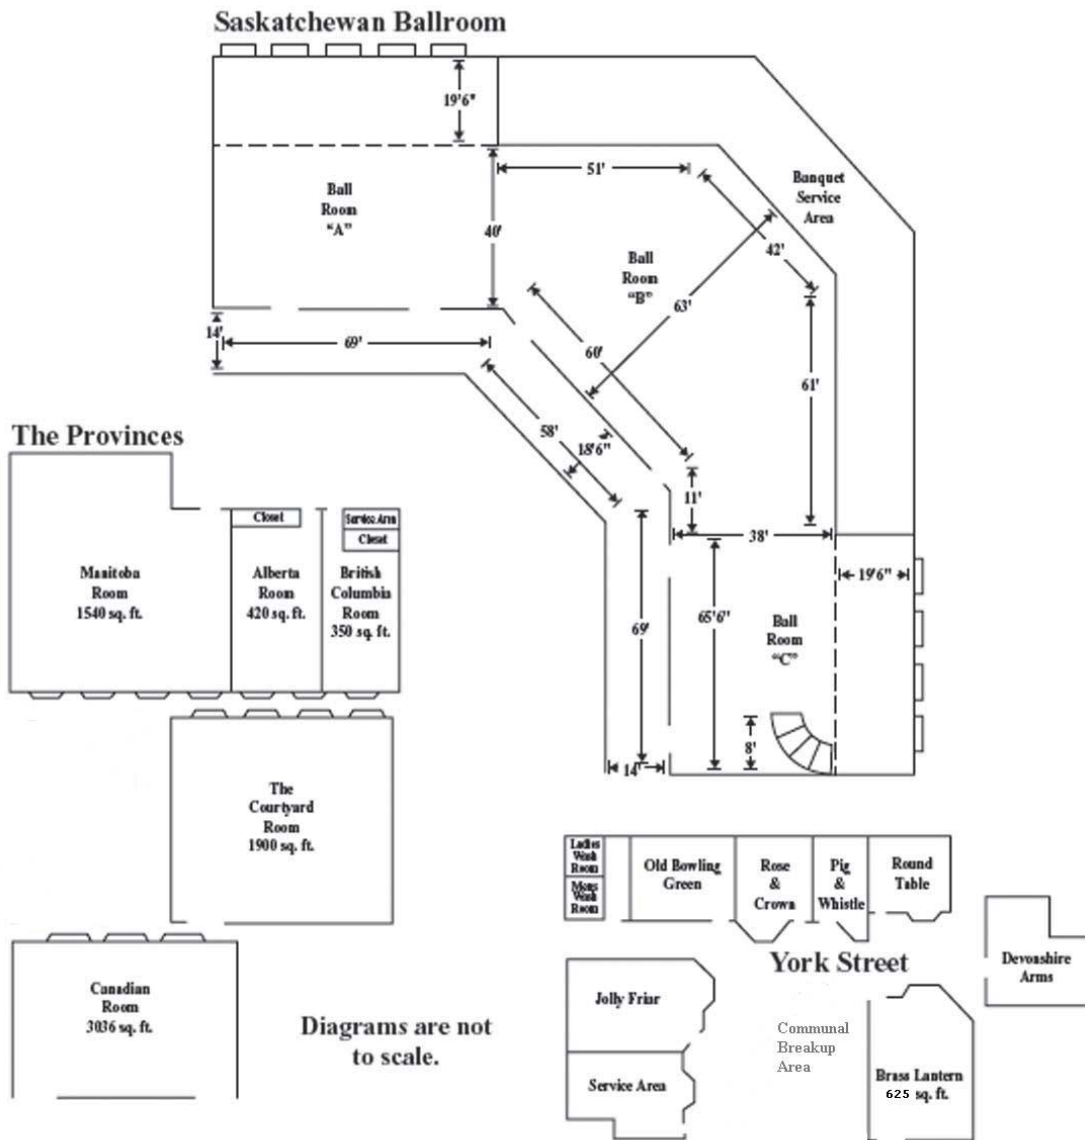 Saskatchewan Ballroom
19'6"
Ball
Room
“A”
40'
51'
Ball
Room
“B”
Banquet
Service
Area
42'
63'
60'
61'
14'
69'
58'
18'6"
11'
38'
19'6"
65'6"
69'
Ball
Room
“C”
8'
14'
The Provinces
Manitoba
Room
1540 sq. ft.
Closet
Alberta
Room
420 sq. ft.
Service Area
Closet
British
Columbia
Room
350 sq. ft.
The
Courtyard
Room
1900 sq. ft.
Canadian
Room
3036 sq. ft.
Diagrams are not
to scale.
Ladies
Wash
Room
Mens
Wash
Room
Old Bowling
Green
Rose
&
Crown
Pig
&
Whistle
Round
Table
York Street
Devonshire
Arms
Jolly Friar
Service Area
Communal
Breakup
Area
Brass Lantern
625 sq. ft.